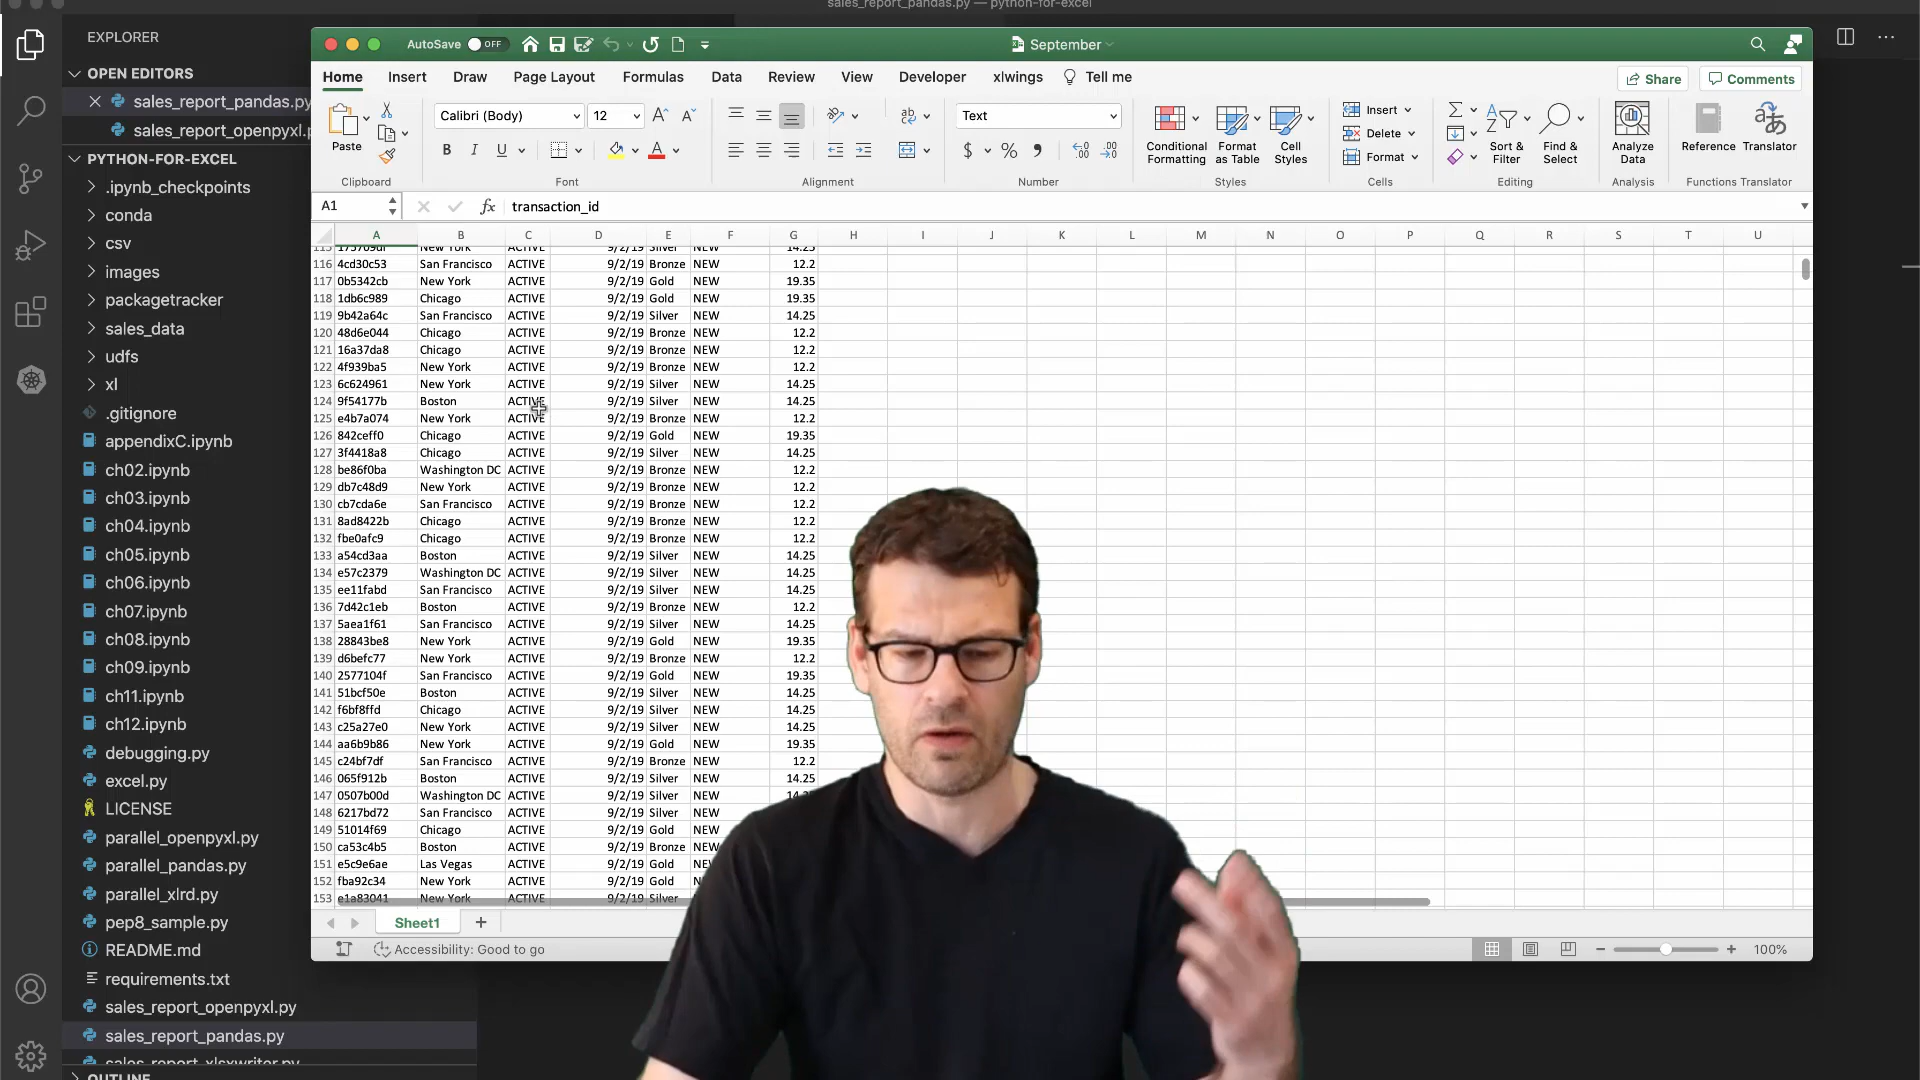 sales_report_pandas.py — python-for-excel
EXPLORER
OPEN EDITORS
sales_report_pandas.py
sales_report_openpyxl.p
PYTHON-FOR-EXCEL
.ipynb_checkpoints
conda
csv
images
packagetracker
sales_data
udfs
xl
.gitignore
appendixC.ipynb
ch02.ipynb
ch03.ipynb
ch04.ipynb
ch05.ipynb
ch06.ipynb
ch07.ipynb
ch08.ipynb
ch09.ipynb
ch11.ipynb
ch12.ipynb
debugging.py
excel.py
LICENSE
parallel_openpyxl.py
parallel_pandas.py
parallel_xlrd.py
pep8_sample.py
README.md
requirements.txt
sales_report_openpyxl.py
sales_report_pandas.py
sales_report_xlsxwriter.py
OUTLINE
AutoSave OFF
September
Home Insert Draw Page Layout Formulas Data Review View Developer xlwings Tell me
Share Comments
Paste
Calibri (Body) 12
B I U
Text
$ %
Conditional Formatting
Format as Table
Cell Styles
Insert
Delete
Format
Sort & Filter
Find & Select
Analyze Data
Reference
Translator
Clipboard Font Alignment Number Styles Cells Editing Analysis Functions Translator
A1 fx transaction_id
A B C D E F G H I J K L M N O P Q R S T U
115 175709df New York ACTIVE 9/2/19 Silver NEW 14.25
116 4cd30c53 San Francisco ACTIVE 9/2/19 Bronze NEW 12.2
117 0b5342cb New York ACTIVE 9/2/19 Gold NEW 19.35
118 1db6c989 Chicago ACTIVE 9/2/19 Gold NEW 19.35
119 9b42a64c San Francisco ACTIVE 9/2/19 Silver NEW 14.25
120 48d6e044 Chicago ACTIVE 9/2/19 Bronze NEW 12.2
121 16a37da8 Chicago ACTIVE 9/2/19 Bronze NEW 12.2
122 4f939ba5 New York ACTIVE 9/2/19 Bronze NEW 12.2
123 6c624961 New York ACTIVE 9/2/19 Silver NEW 14.25
124 9f54177b Boston ACTIVE 9/2/19 Silver NEW 14.25
125 e4b7a074 New York ACTIVE 9/2/19 Bronze NEW 12.2
126 842ceff0 Chicago ACTIVE 9/2/19 Gold NEW 19.35
127 3f4418a8 Chicago ACTIVE 9/2/19 Silver NEW 14.25
128 be86f0ba Washington DC ACTIVE 9/2/19 Bronze NEW 12.2
129 db7c48d9 New York ACTIVE 9/2/19 Bronze NEW 12.2
130 cb7cda6e San Francisco ACTIVE 9/2/19 Bronze NEW 12.2
131 8ad8422b Chicago ACTIVE 9/2/19 Bronze NEW 12.2
132 fbe0afc9 Chicago ACTIVE 9/2/19 Bronze NEW 12.2
133 a54cd3aa Boston ACTIVE 9/2/19 Silver NEW 14.25
134 e57c2379 Washington DC ACTIVE 9/2/19 Silver NEW 14.25
135 ee11fabd San Francisco ACTIVE 9/2/19 Silver NEW 14.25
136 7d42c1eb Boston ACTIVE 9/2/19 Bronze NEW 12.2
137 5aea1f61 San Francisco ACTIVE 9/2/19 Silver NEW 14.25
138 28843be8 New York ACTIVE 9/2/19 Gold NEW 19.35
139 d6befc77 New York ACTIVE 9/2/19 Bronze NEW 12.2
140 2577104f San Francisco ACTIVE 9/2/19 Gold NEW 19.35
141 51bcf50e Boston ACTIVE 9/2/19 Silver NEW 14.25
142 f6bf8ffd Chicago ACTIVE 9/2/19 Silver NEW 14.25
143 c25a27e0 New York ACTIVE 9/2/19 Silver NEW 14.25
144 aa6b9b86 New York ACTIVE 9/2/19 Gold NEW 19.35
145 c24bf7df San Francisco ACTIVE 9/2/19 Bronze NEW 12.2
146 065f912b Boston ACTIVE 9/2/19 Silver NEW 14.25
147 0507b00d Washington DC ACTIVE 9/2/19 Silver NEW
148 6217bd72 San Francisco ACTIVE 9/2/19 Silver NEW
149 51014f69 Chicago ACTIVE 9/2/19 Gold NEW
150 ca53c4b5 Boston ACTIVE 9/2/19 Bronze NEW
151 e5c9e6ae Las Vegas ACTIVE 9/2/19 Gold
152 fba92c34 New York ACTIVE 9/2/19 Gold
153 e1a83041 New York ACTIVE 9/2/19 Silver
Sheet1
Accessibility: Good to go
100%